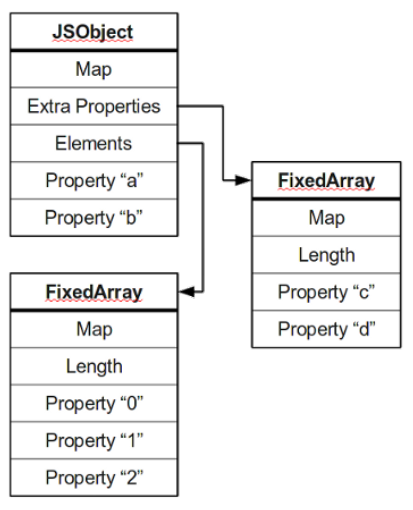 JSObject
Map
Extra Properties
Elements
Property “a”
Property “b”
FixedArray
Map
Length
Property “c”
Property “d”
FixedArray
Map
Length
Property “0”
Property “1”
Property “2”